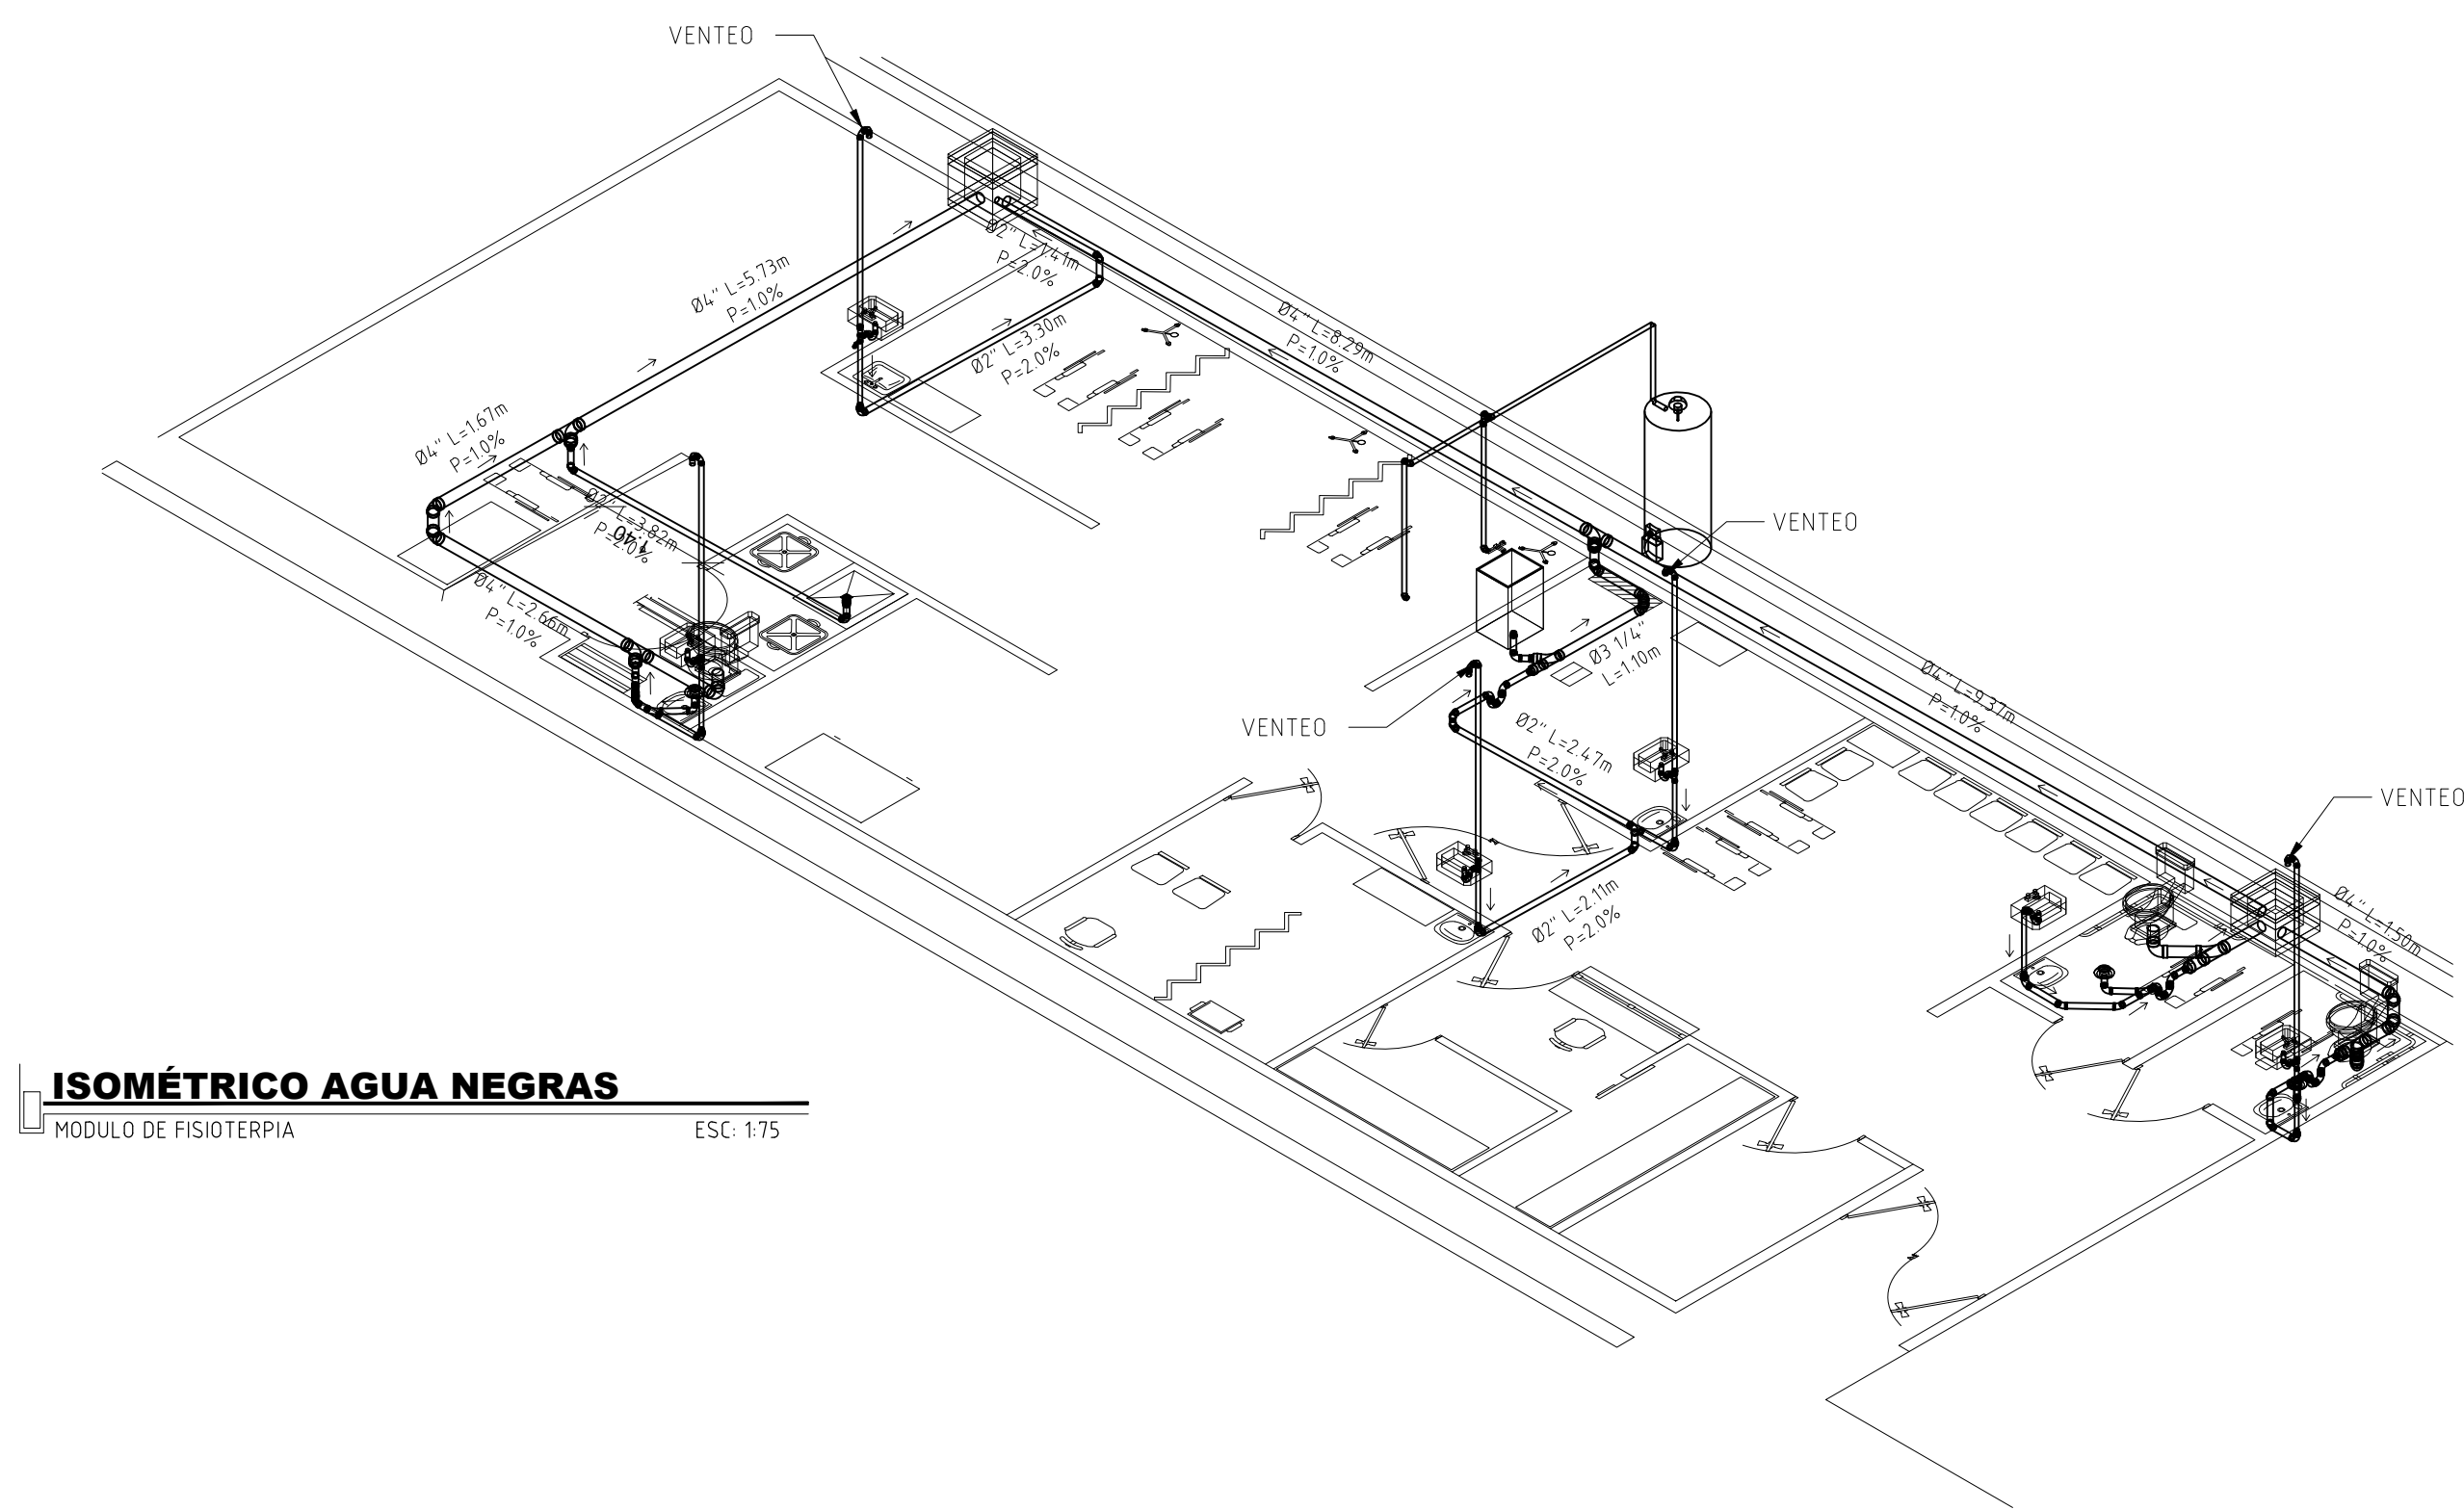 VENTEO
Ø4" L=5.73m
P=1.0%
Ø2" L=1.41m
P=2.0%
Ø2" L=3.30m
P=2.0%
Ø4" L=8.29m
P=1.0%
Ø4" L=1.67m
P=1.0%
Ø2" L=3.82m
P=2.0%
Ø4" L=2.66m
P=1.0%
VENTEO
Ø3 1/4"
L=1.10m
VENTEO
Ø2" L=2.47m
P=2.0%
Ø4" L=9.37m
P=1.0%
VENTEO
Ø2" L=2.11m
P=2.0%
Ø4" L=1.50m
P=1.0%
ISOMÉTRICO AGUA NEGRAS
MODULO DE FISIOTERPIA
ESC: 1:75